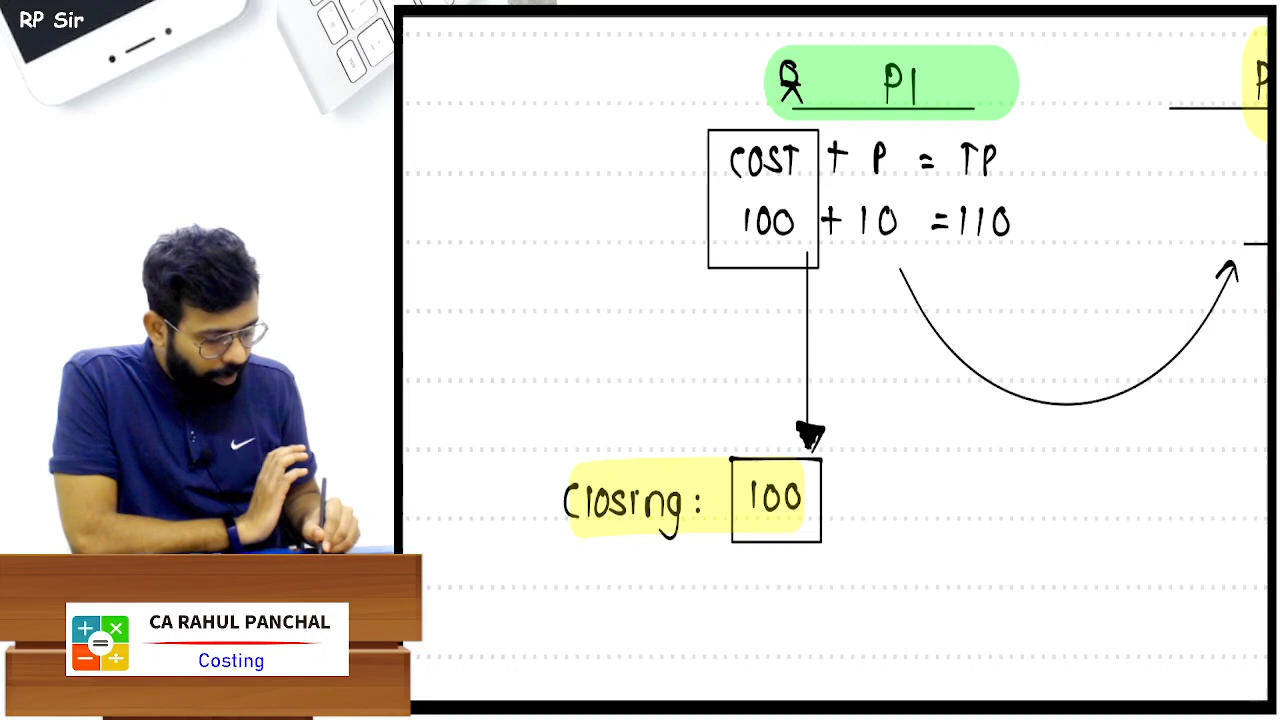 RP Sir
P1
COST + P = TP
100 + 10 = 110
Closing: 100
CA RAHUL PANCHAL
Costing